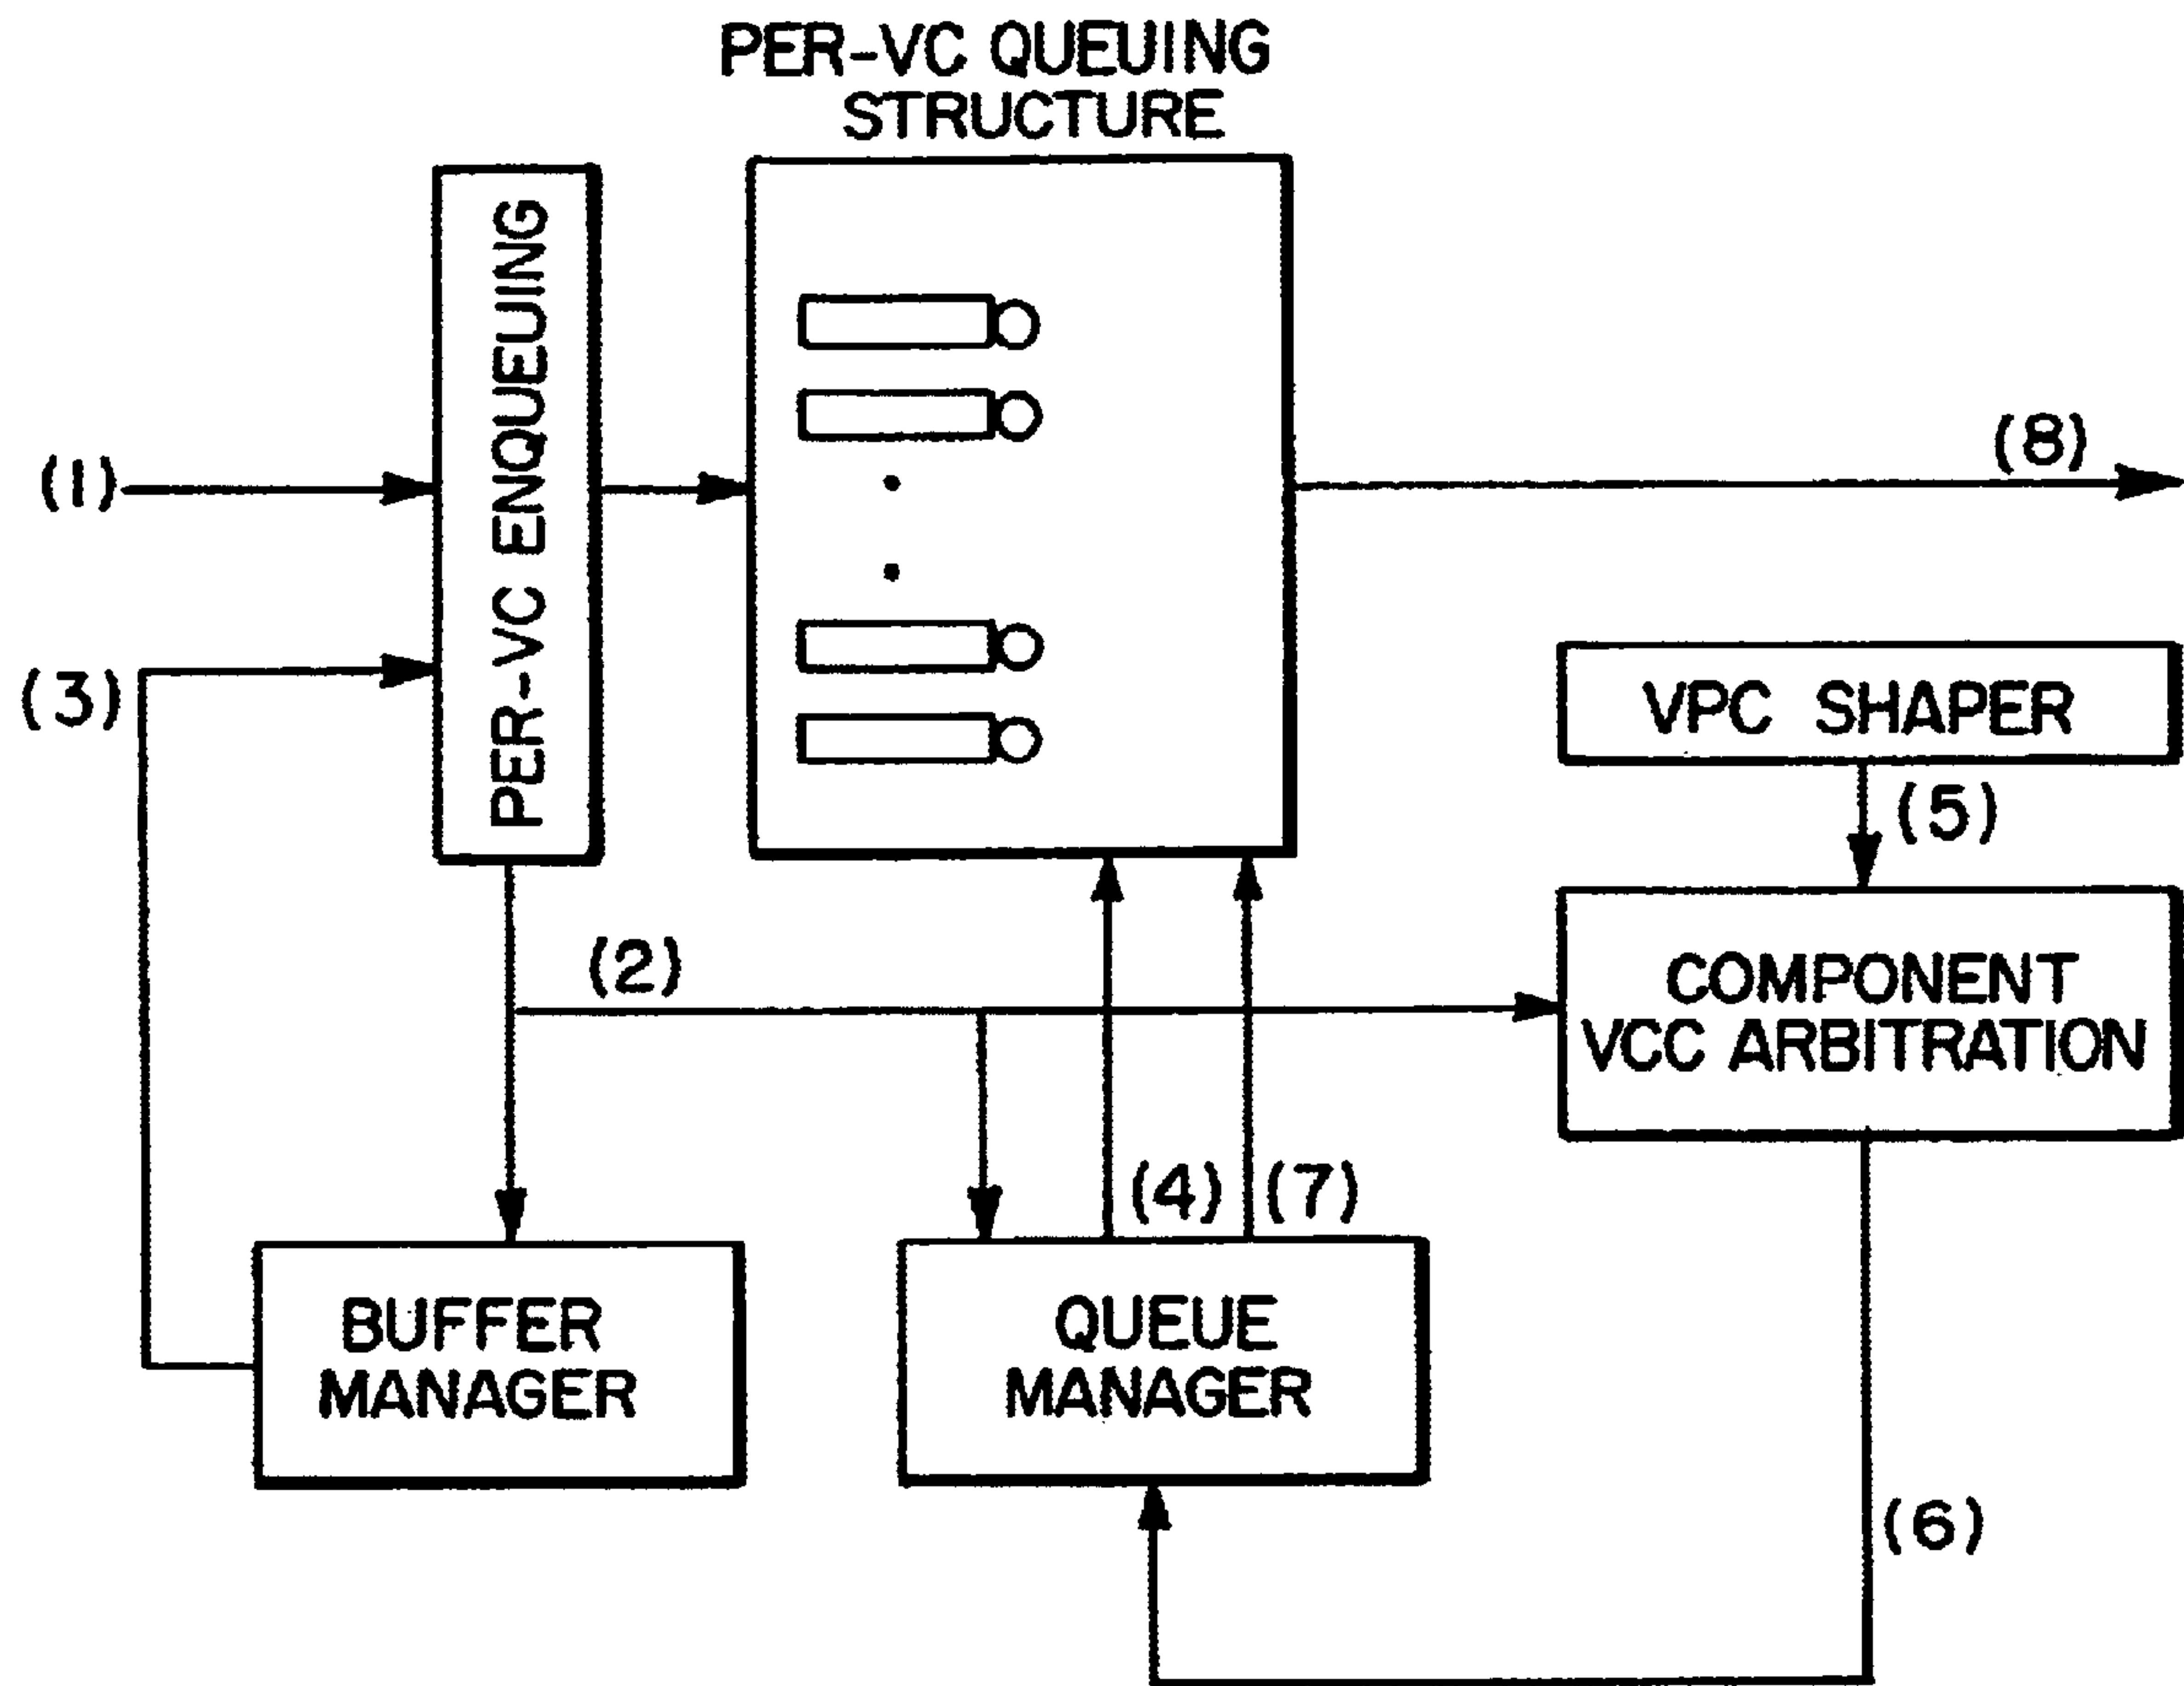 PER-VC QUEUING
STRUCTURE
PER-VC ENQUEUING
(1)
(8)
(3)
VPC SHAPER
(5)
(2)
COMPONENT
VCC ARBITRATION
(4)
(7)
BUFFER
MANAGER
QUEUE
MANAGER
(6)